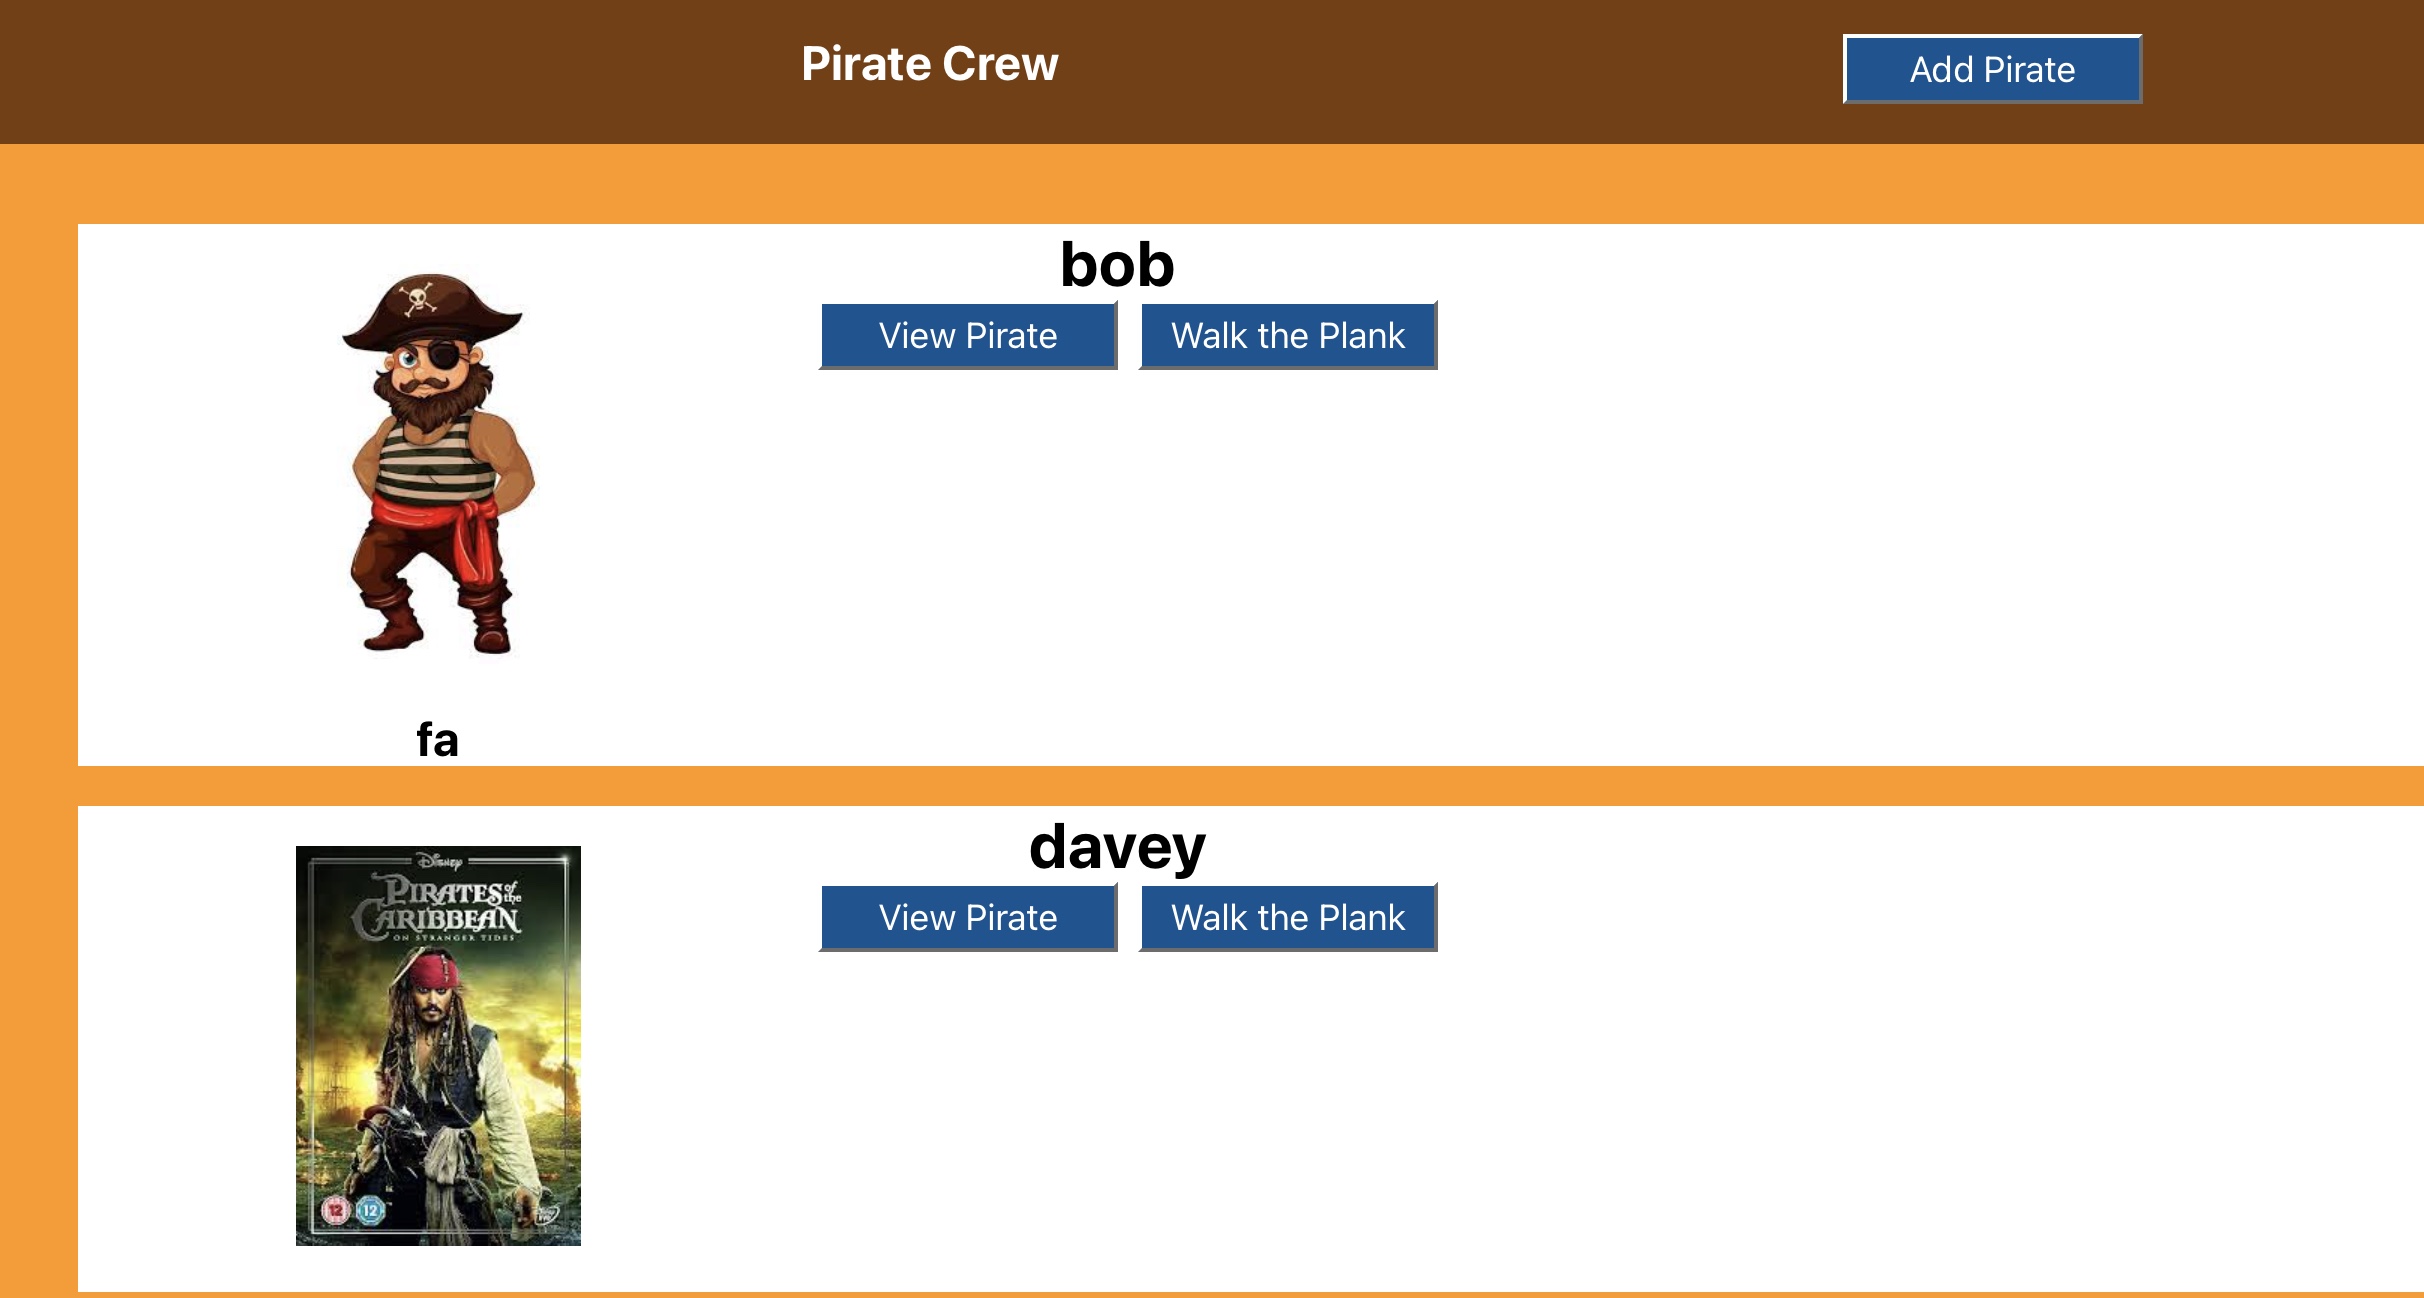 Pirate Crew
Add Pirate
bob
View Pirate
Walk the Plank
fa
davey
View Pirate
Walk the Plank
Disney
PIRATES of the
CARIBBEAN
ON STRANGER TIDES
12
12